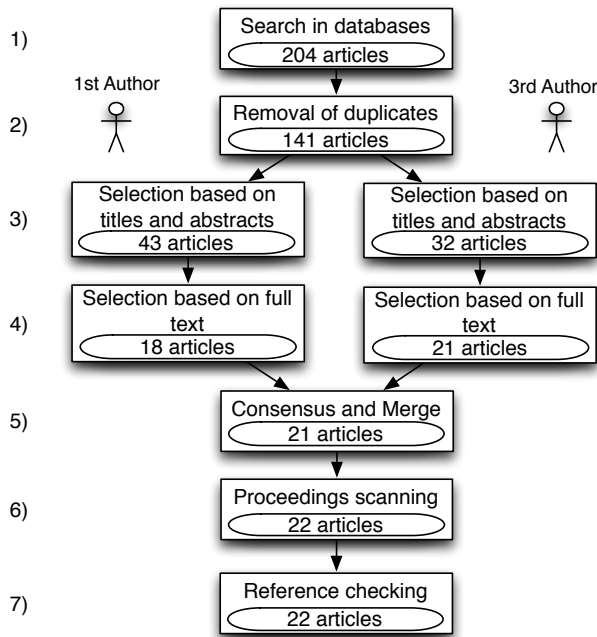 1)
Search in databases
204 articles
1st Author
3rd Author
2)
Removal of duplicates
141 articles
3)
Selection based on
titles and abstracts
43 articles
Selection based on
titles and abstracts
32 articles
4)
Selection based on full
text
18 articles
Selection based on full
text
21 articles
5)
Consensus and Merge
21 articles
6)
Proceedings scanning
22 articles
7)
Reference checking
22 articles